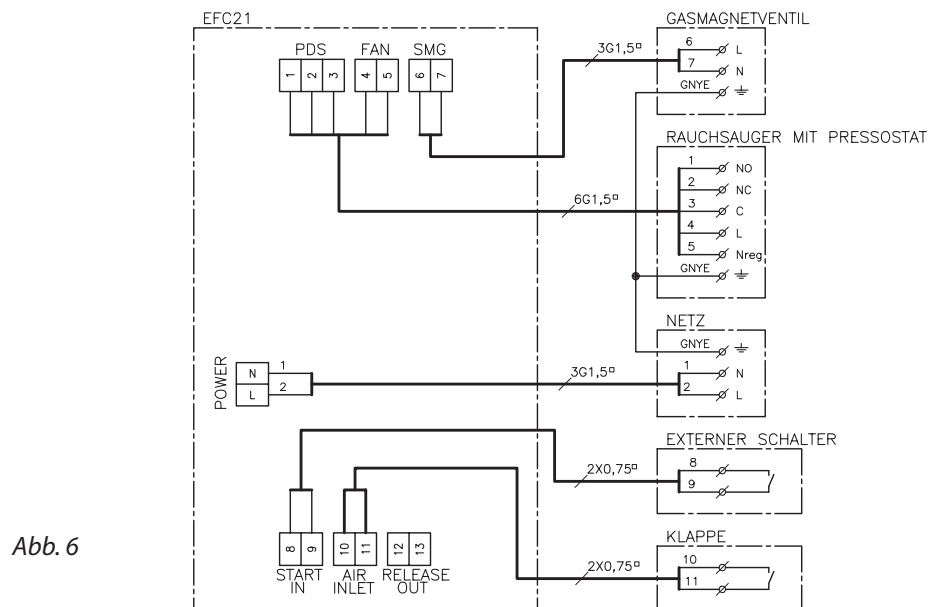 EFC21
GASMAGNETVENTIL
PDS FAN SMG
1 2 3 4 5 6 7
3G1,5▫
6 L
7 N
GNYE
RAUCHSAUGER MIT PRESSOSTAT
6G1,5▫
1 NO
2 NC
3 C
4 L
5 Nreg
GNYE
NETZ
GNYE
POWER
N 1
L 2
3G1,5▫
1 N
2 L
EXTERNER SCHALTER
2X0,75▫
8
9
Abb. 6
8 9 10 11 12 13
START IN
AIR INLET
RELEASE OUT
KLAPPE
2X0,75▫
10
11